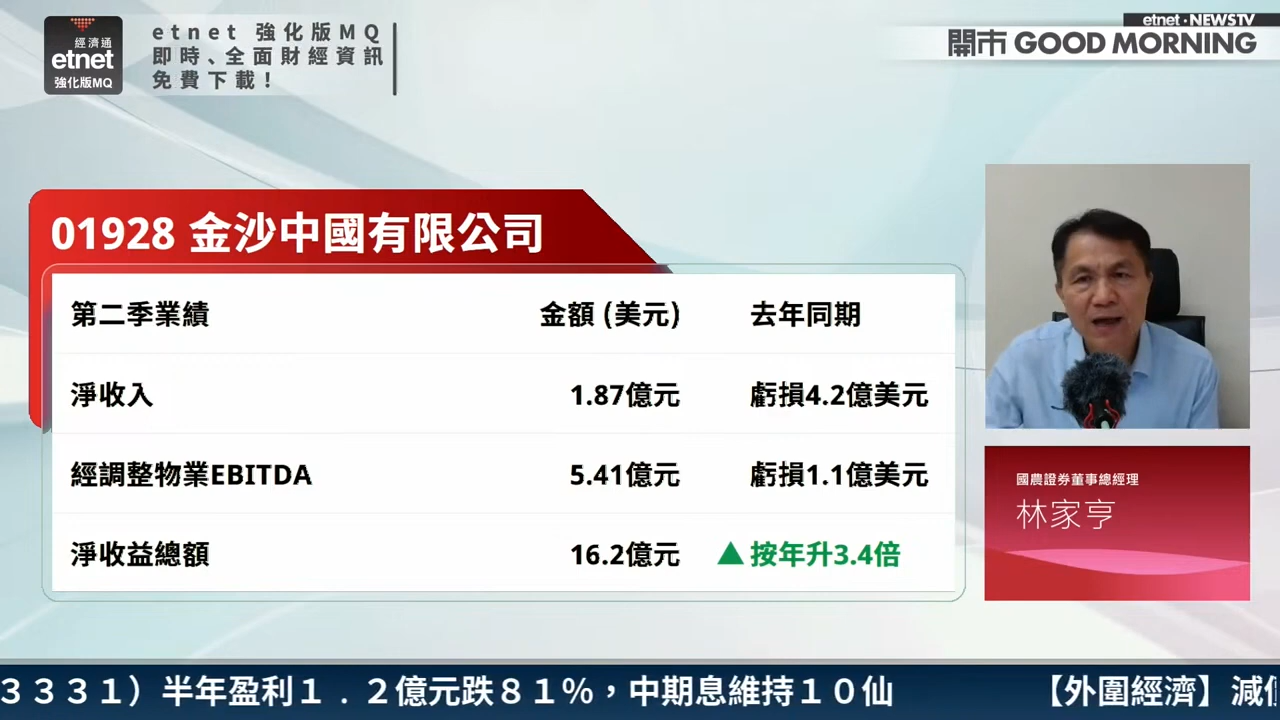 經濟通
etnet
強化版MQ
etnet 強化版MQ
即時、全面財經資訊
免費下載！
etnet·NEWSTV
開市 GOOD MORNING
01928 金沙中國有限公司
第二季業績 金額 (美元) 去年同期
淨收入 1.87億元 虧損4.2億美元
經調整物業EBITDA 5.41億元 虧損1.1億美元
淨收益總額 16.2億元 ▲按年升3.4倍
國農證券董事總經理
林家亨
３３３１）半年盈利１．２億元跌８１％，中期息維持１０仙 【外圍經濟】減